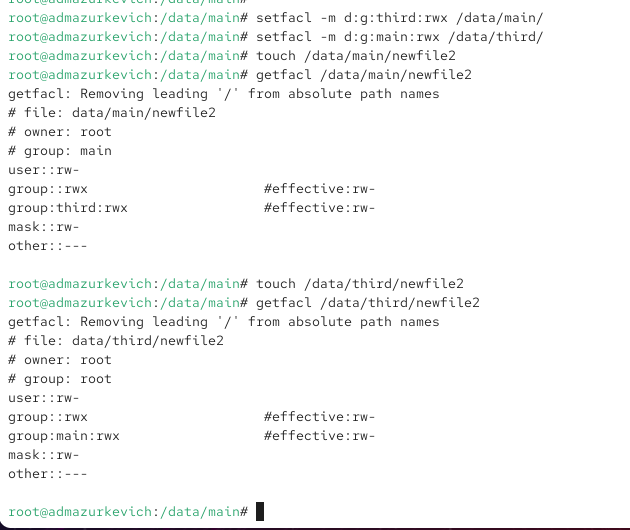 root@admazurkevich:/data/main#
root@admazurkevich:/data/main# setfacl -m d:g:third:rwx /data/main/
root@admazurkevich:/data/main# setfacl -m d:g:main:rwx /data/third/
root@admazurkevich:/data/main# touch /data/main/newfile2
root@admazurkevich:/data/main# getfacl /data/main/newfile2
getfacl: Removing leading '/' from absolute path names
# file: data/main/newfile2
# owner: root
# group: main
user::rw-
group::rwx                      #effective:rw-
group:third:rwx                 #effective:rw-
mask::rw-
other::---

root@admazurkevich:/data/main# touch /data/third/newfile2
root@admazurkevich:/data/main# getfacl /data/third/newfile2
getfacl: Removing leading '/' from absolute path names
# file: data/third/newfile2
# owner: root
# group: root
user::rw-
group::rwx                      #effective:rw-
group:main:rwx                  #effective:rw-
mask::rw-
other::---

root@admazurkevich:/data/main#